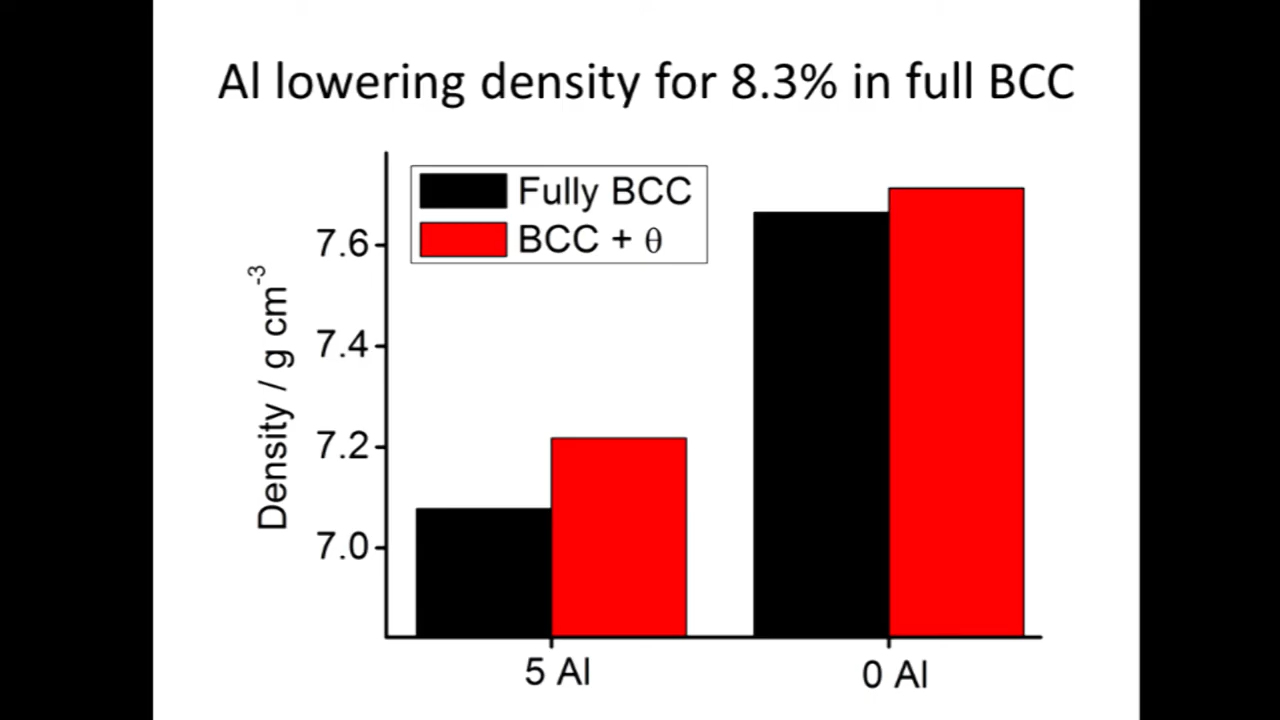 Al lowering density for 8.3% in full BCC
Fully BCC
BCC + θ
Density / g cm⁻³
7.6
7.4
7.2
7.0
5 Al
0 Al